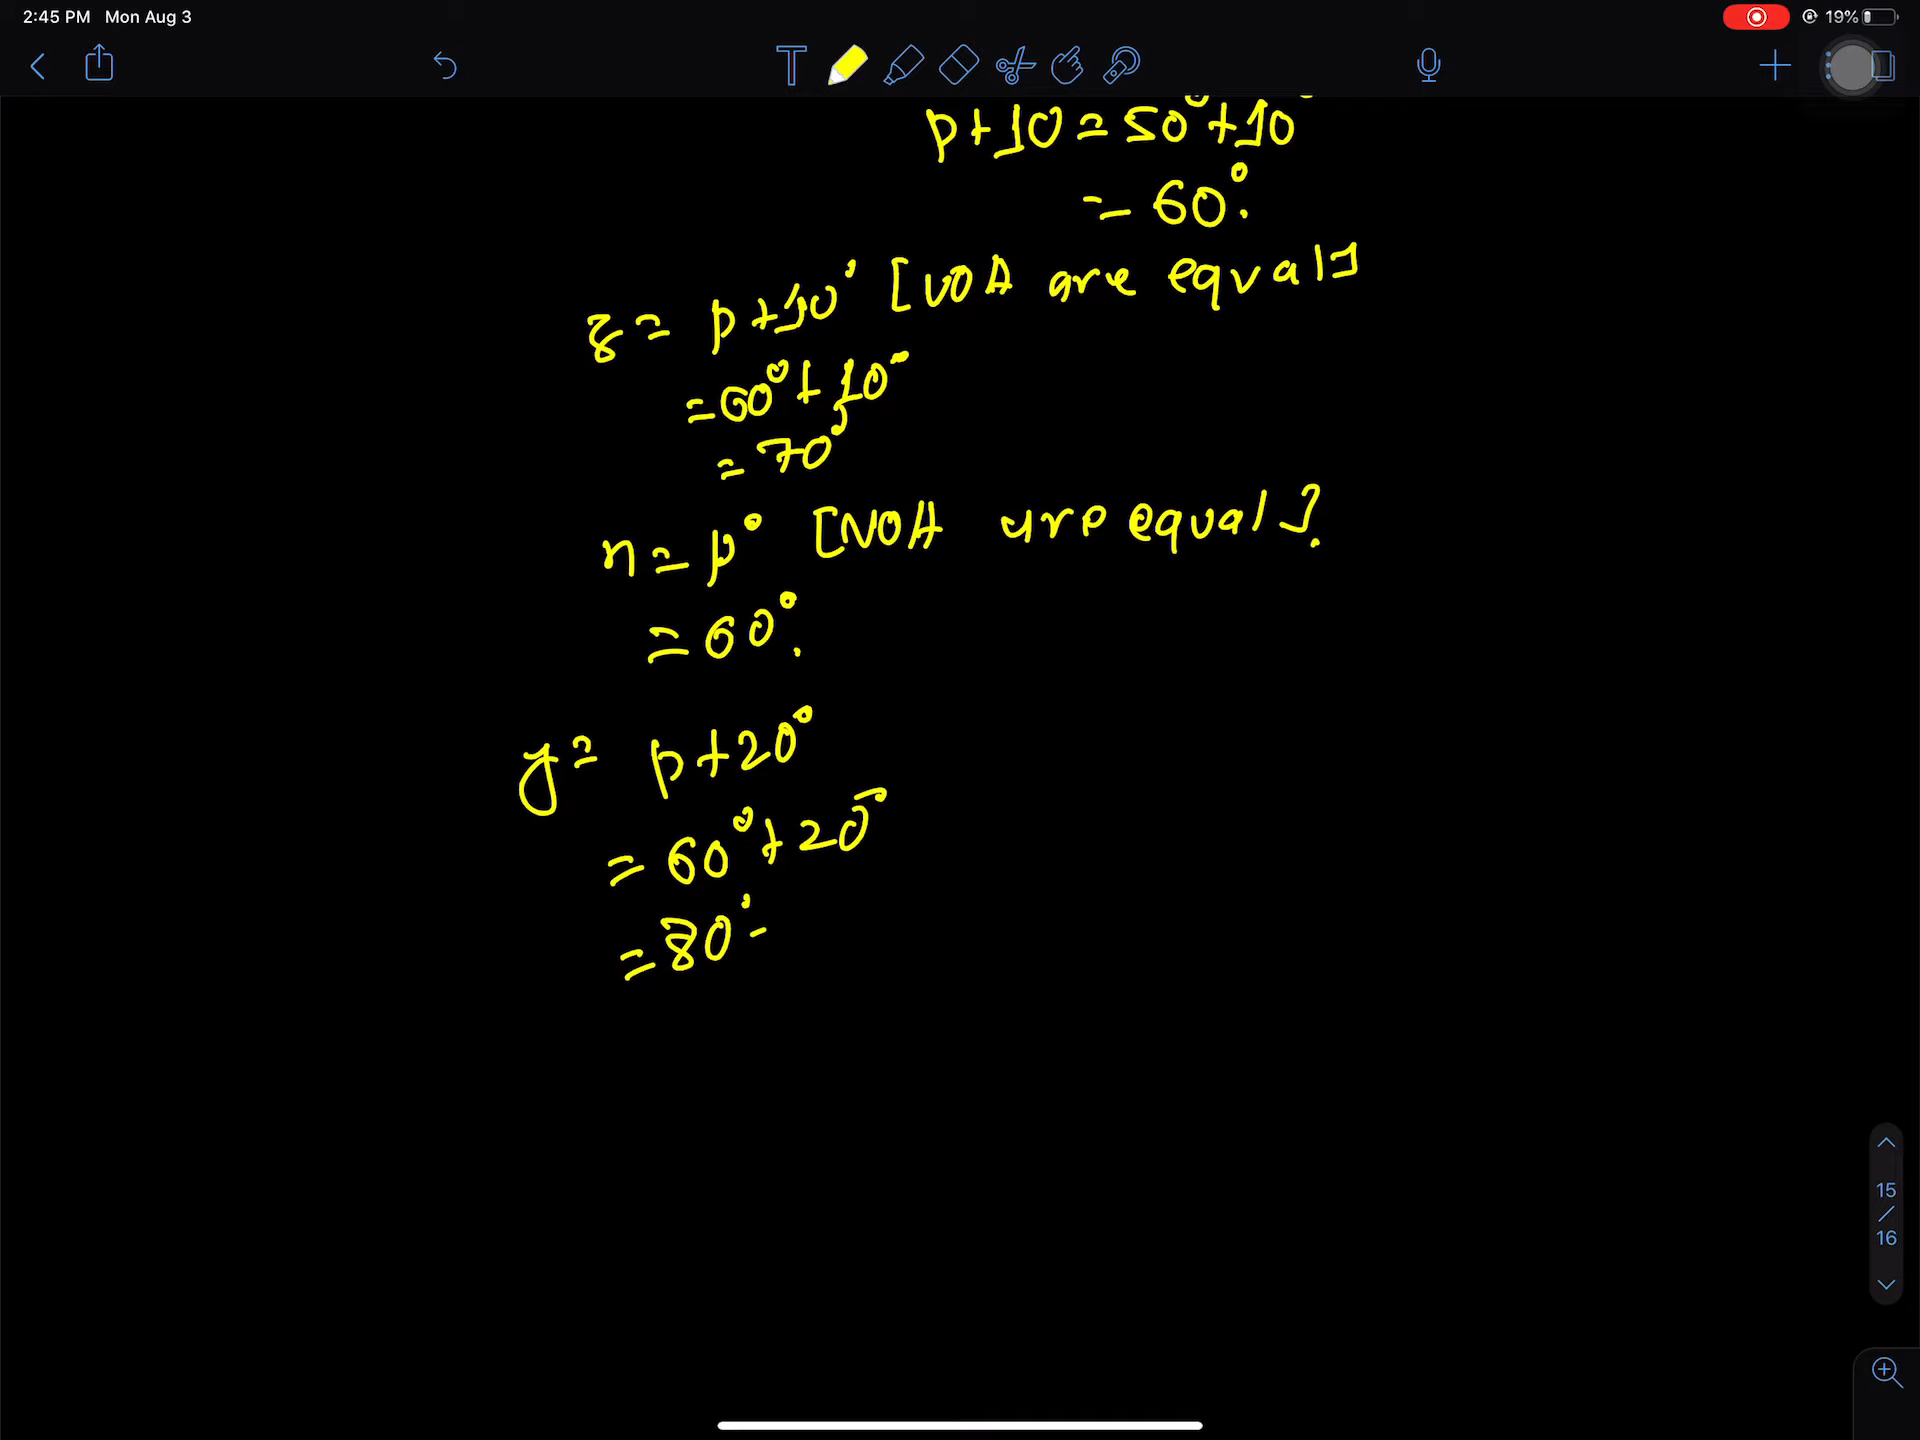 2:45 PM Mon Aug 3
19%
T
p+10 = 50°+10°
= 60°.
z = p+10° [VOA are equal]
= 60°+10°
= 70°
n = p° [VOA are equal].
= 60°.
y = p+20°
= 60°+20°
= 80°
15
/
16